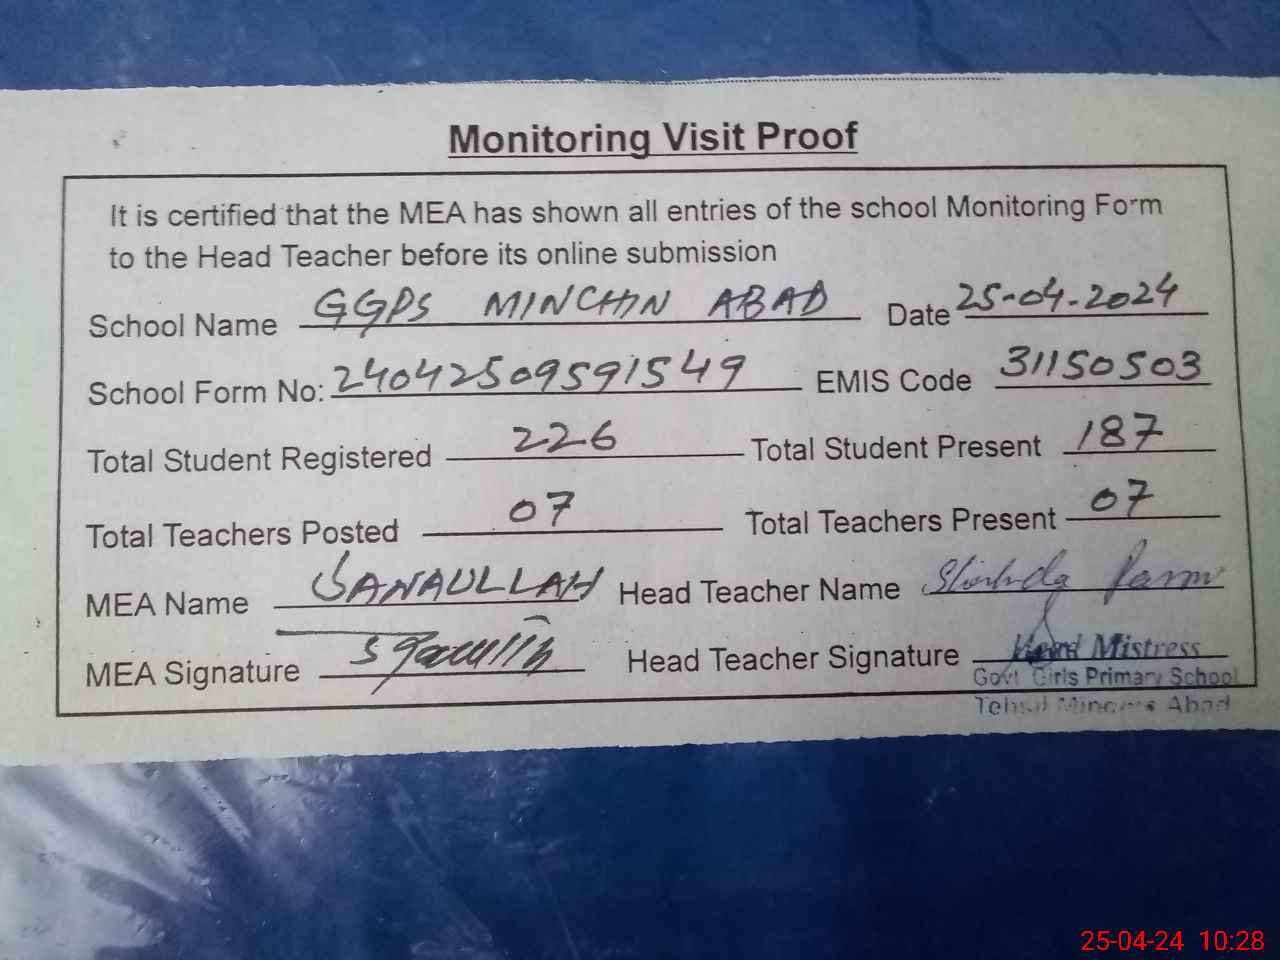 Monitoring Visit Proof
It is certified that the MEA has shown all entries of the school Monitoring Form
to the Head Teacher before its online submission
School Name GGPS MINCHIN ABAD Date 25-04-2024
School Form No: 24042509591549 EMIS Code 31150503
Total Student Registered 226 Total Student Present 187
Total Teachers Posted 07 Total Teachers Present 07
MEA Name SANAULLAH Head Teacher Name
MEA Signature Head Teacher Signature Head Mistress
Govt Girls Primary School
Tehsil Abad
25-04-24 10:28